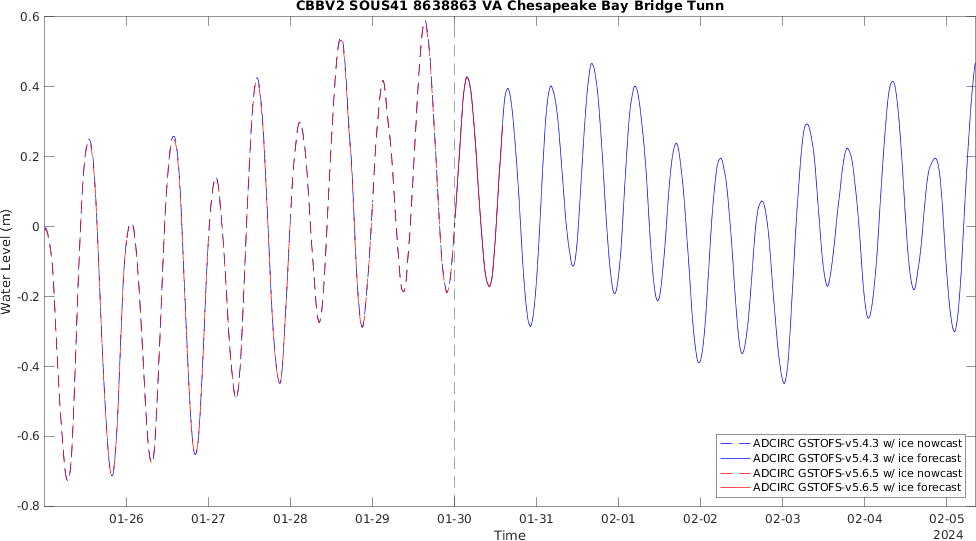 CBBV2 SOUS41 8638863 VA Chesapeake Bay Bridge Tunn
0.6
0.4
0.2
0
-0.2
-0.4
-0.6
-0.8
Water Level (m)
ADCIRC GSTOFS-v5.4.3 w/ ice nowcast
ADCIRC GSTOFS-v5.4.3 w/ ice forecast
ADCIRC GSTOFS-v5.6.5 w/ ice nowcast
ADCIRC GSTOFS-v5.6.5 w/ ice forecast
01-26 01-27 01-28 01-29 01-30 01-31 02-01 02-02 02-03 02-04 02-05
Time 2024